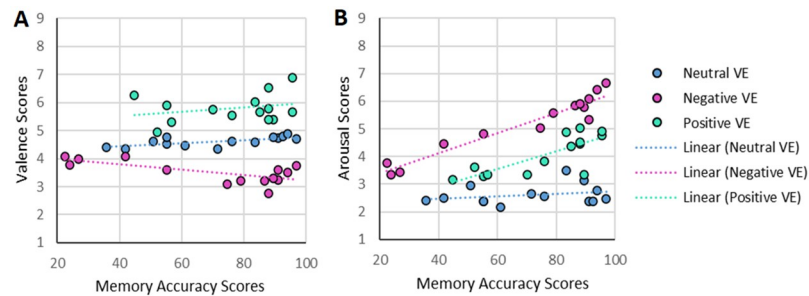 A
9
8
7
6
5
4
3
2
1
Valence Scores
20 40 60 80 100
Memory Accuracy Scores
B
9
8
7
6
5
4
3
2
1
Arousal Scores
20 40 60 80 100
Memory Accuracy Scores
Neutral VE
Negative VE
Positive VE
Linear (Neutral VE)
Linear (Negative VE)
Linear (Positive VE)